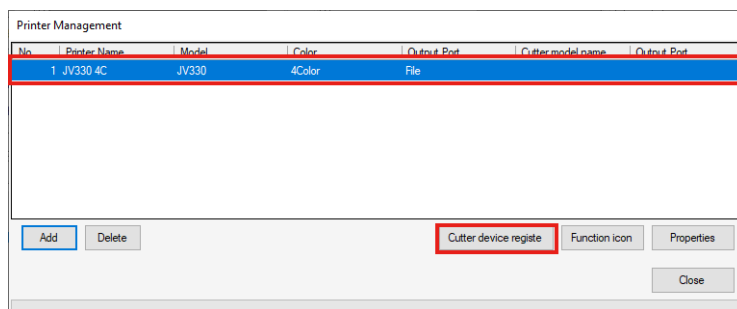 Printer Management
No. Printer Name Model Color Output Port Cutter model name Output Port
1 JV330 4C JV330 4Color File
Add Delete Cutter device registe Function icon Properties
Close